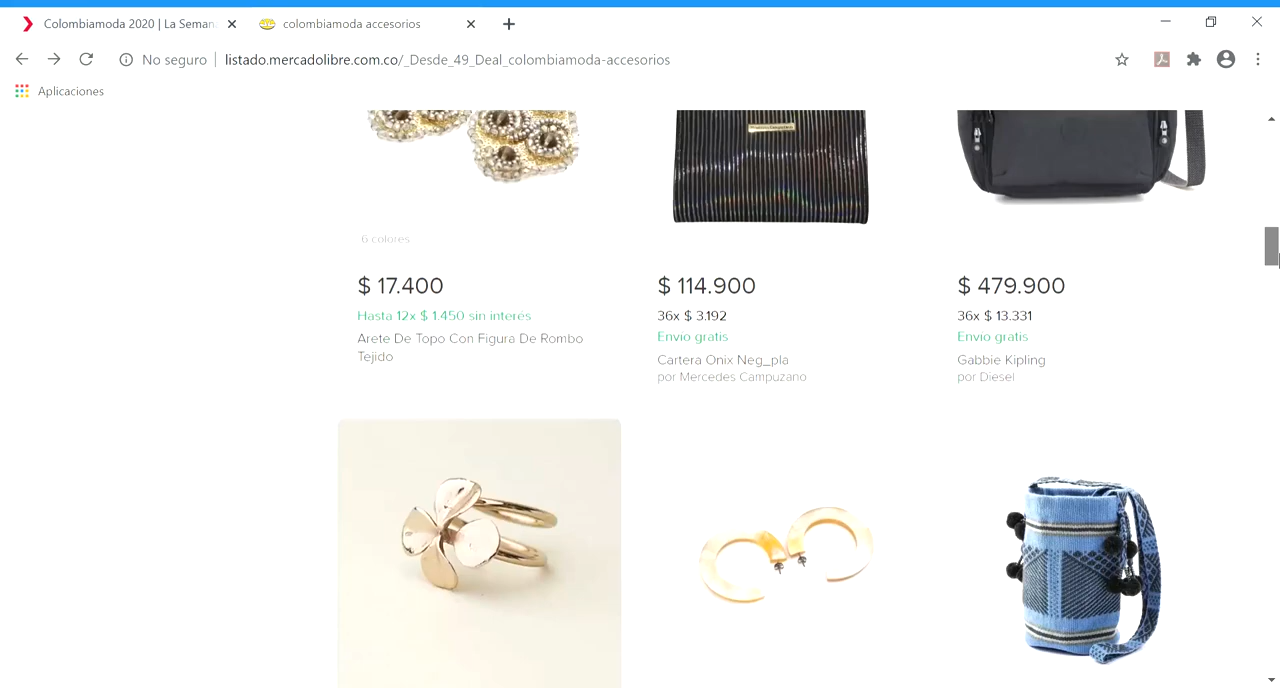 Colombiamoda 2020 | La Seman
colombiamoda accesorios
No seguro
listado.mercadolibre.com.co/_Desde_49_Deal_colombiamoda-accesorios
Aplicaciones
6 colores
$ 17.400
Hasta 12x $ 1.450 sin interés
Arete De Topo Con Figura De Rombo
Tejido
$ 114.900
36x $ 3.192
Envío gratis
Cartera Onix Neg_pla
por Mercedes Campuzano
$ 479.900
36x $ 13.331
Envío gratis
Gabbie Kipling
por Diesel